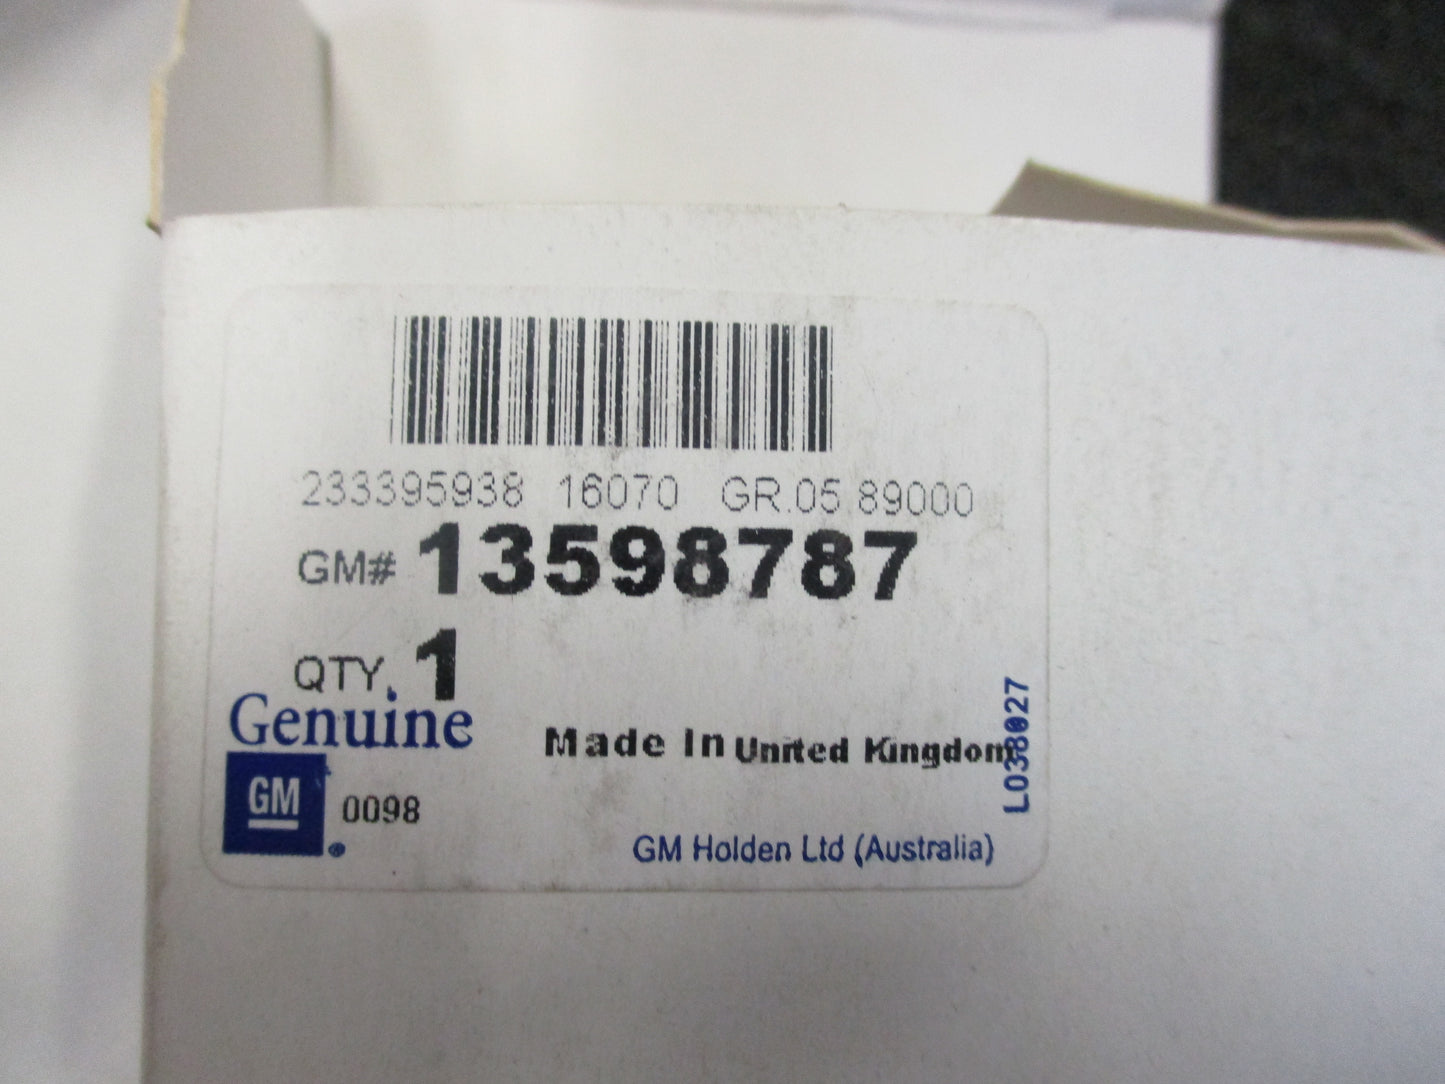 233395938 16070 GR.05.89000
GM# 13598787
QTY. 1
Genuine
Made In United Kingdom
GM 0098
®
GM Holden Ltd (Australia)
L038027